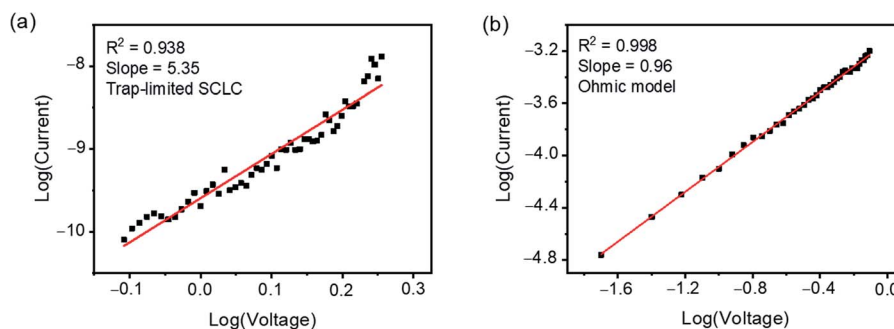 (a)
R² = 0.938
Slope = 5.35
Trap-limited SCLC
Log(Current)
−8
−9
−10
−0.1
0.0
0.1
0.2
0.3
Log(Voltage)
(b)
R² = 0.998
Slope = 0.96
Ohmic model
Log(Current)
−3.2
−3.6
−4.0
−4.4
−4.8
−1.6
−1.2
−0.8
−0.4
0.0
Log(Voltage)